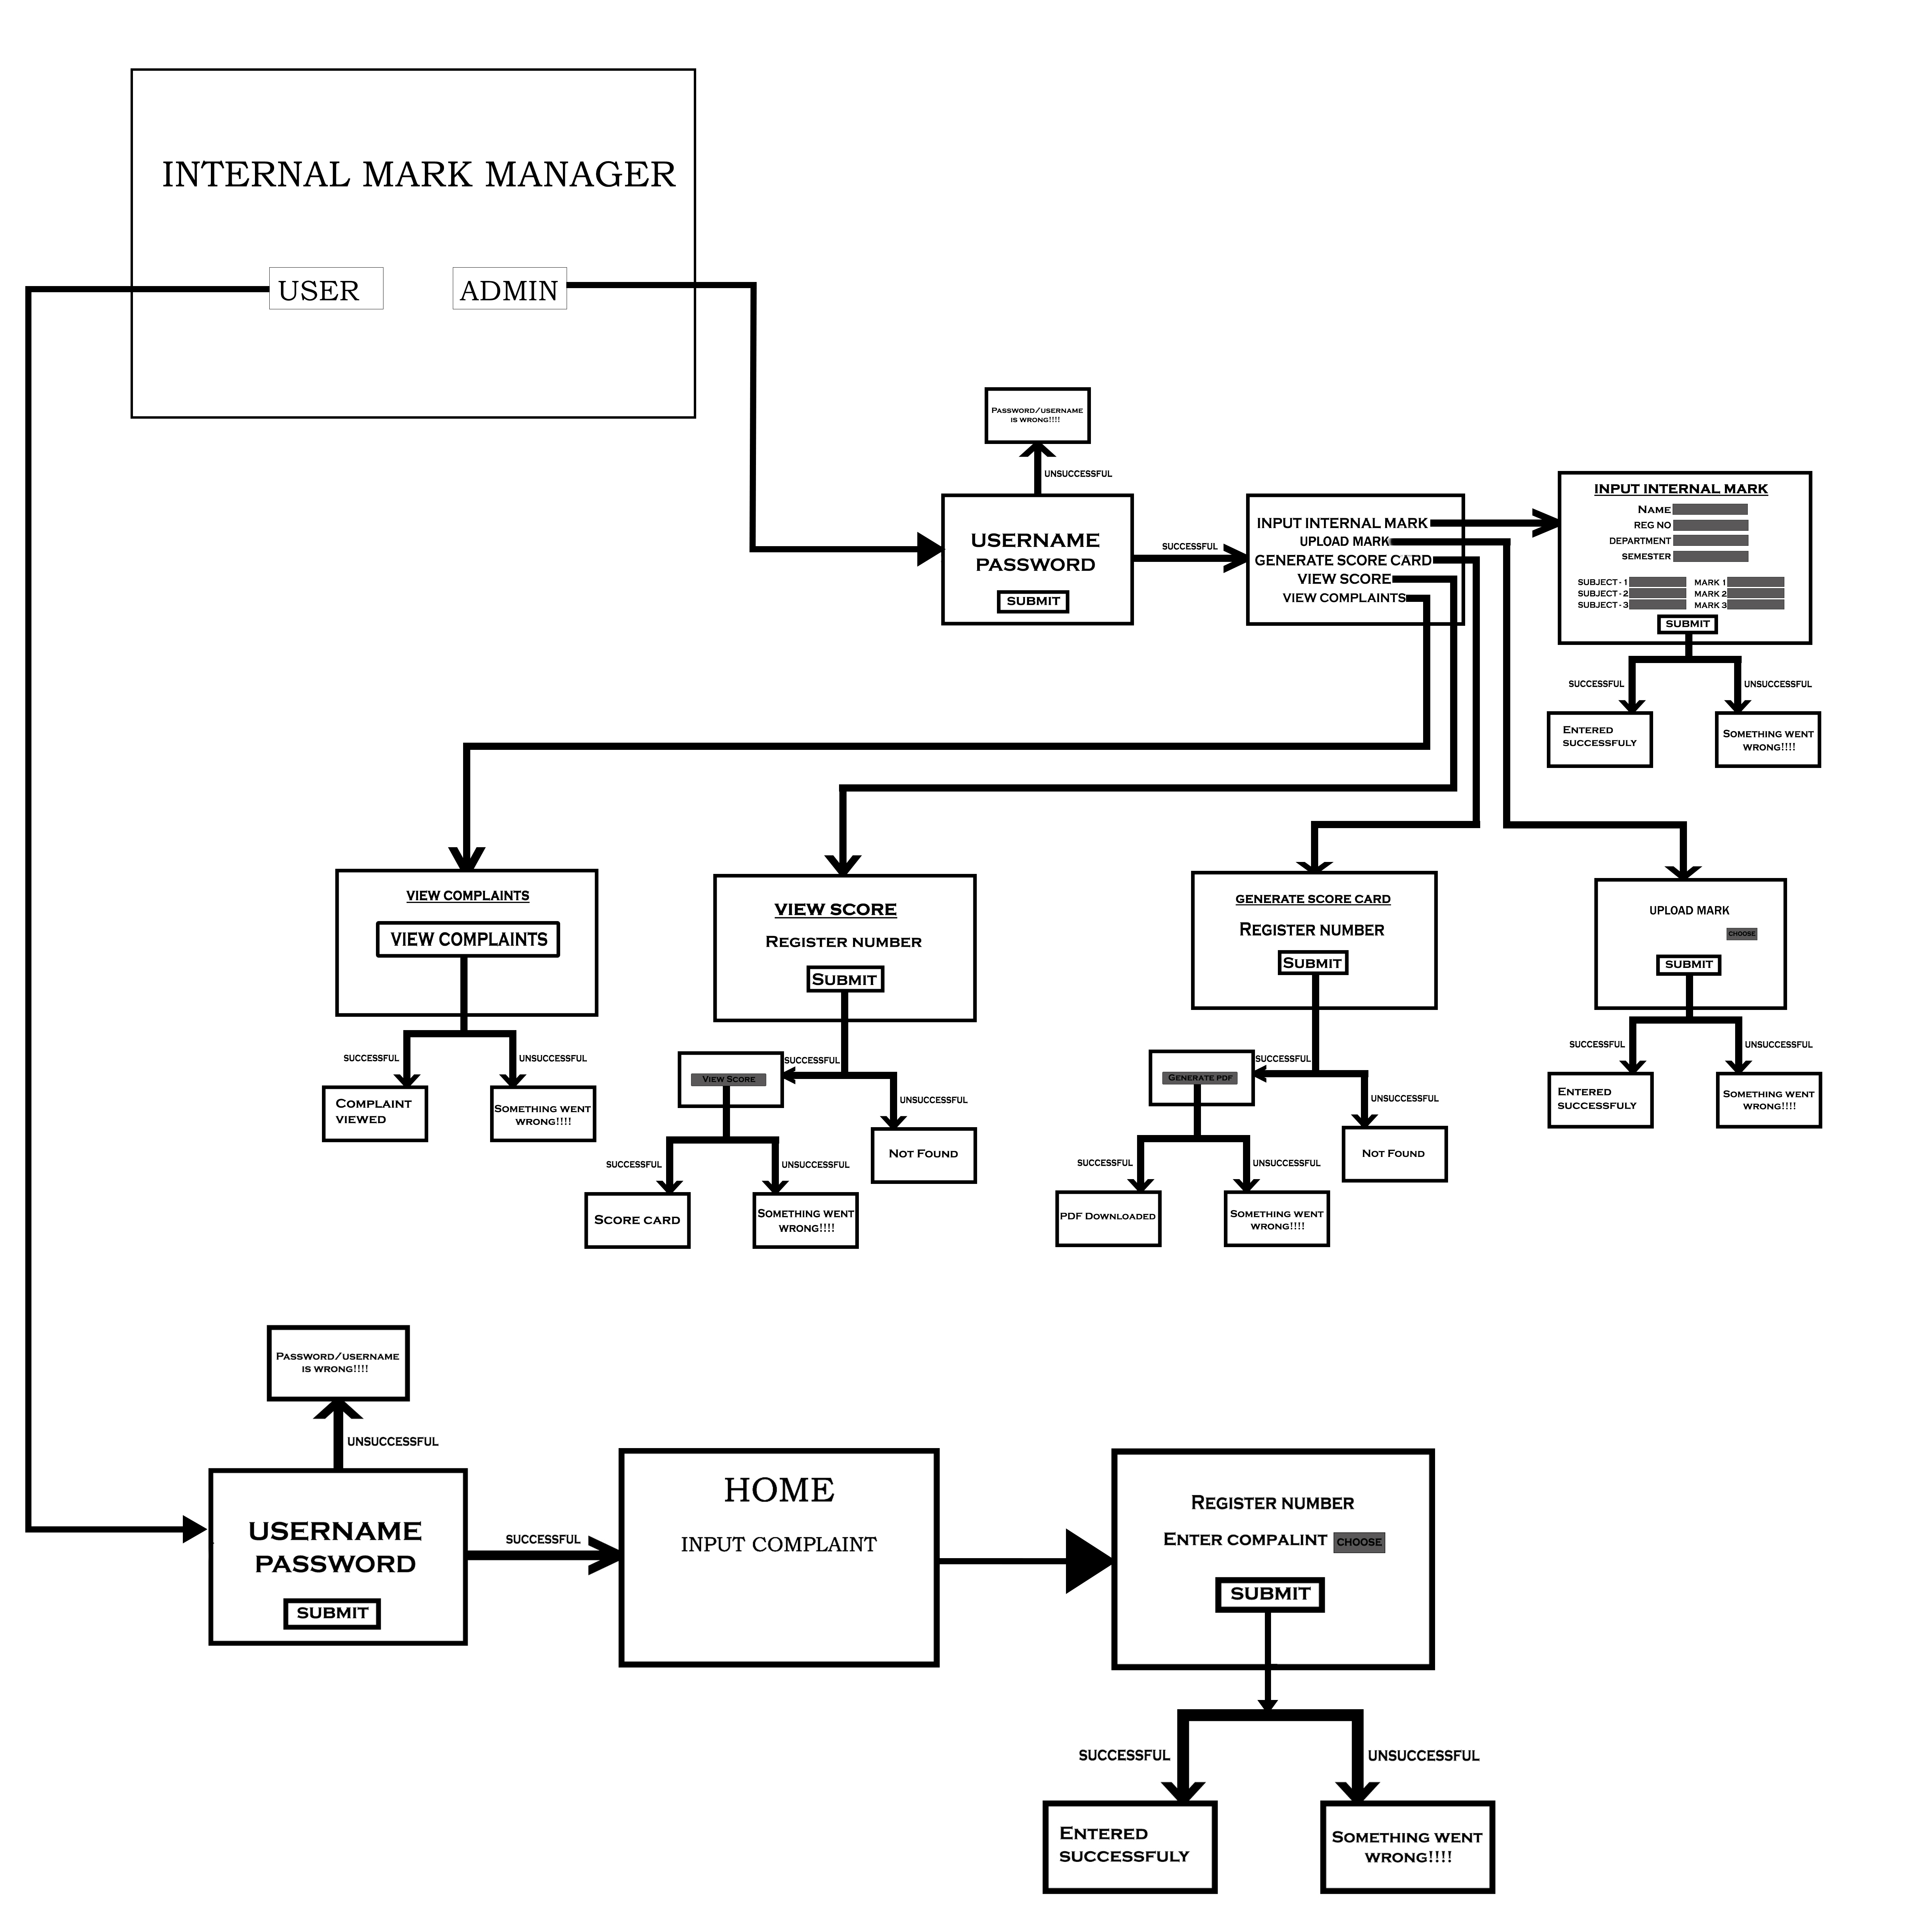 INTERNAL MARK MANAGER
USER
ADMIN
PASSWORD/USERNAME
IS WRONG!!!!
UNSUCCESSFUL
USERNAME
PASSWORD
SUBMIT
SUCCESSFUL
INPUT INTERNAL MARK
UPLOAD MARK
GENERATE SCORE CARD
VIEW SCORE
VIEW COMPLAINTS
INPUT INTERNAL MARK
NAME
REG NO
DEPARTMENT
SEMESTER
SUBJECT - 1 MARK 1
SUBJECT - 2 MARK 2
SUBJECT - 3 MARK 3
SUBMIT
SUCCESSFUL
UNSUCCESSFUL
ENTERED
SUCCESSFULY
SOMETHING WENT
WRONG!!!!
VIEW COMPLAINTS
VIEW COMPLAINTS
SUCCESSFUL
UNSUCCESSFUL
COMPLAINT
VIEWED
SOMETHING WENT
WRONG!!!!
VIEW SCORE
REGISTER NUMBER
SUBMIT
SUCCESSFUL
VIEW SCORE
UNSUCCESSFUL
NOT FOUND
SUCCESSFUL
UNSUCCESSFUL
SCORE CARD
SOMETHING WENT
WRONG!!!!
GENERATE SCORE CARD
REGISTER NUMBER
SUBMIT
SUCCESSFUL
GENERATE PDF
UNSUCCESSFUL
NOT FOUND
SUCCESSFUL
UNSUCCESSFUL
PDF DOWNLOADED
SOMETHING WENT
WRONG!!!!
UPLOAD MARK
CHOOSE
SUBMIT
SUCCESSFUL
UNSUCCESSFUL
ENTERED
SUCCESSFULY
SOMETHING WENT
WRONG!!!!
PASSWORD/USERNAME
IS WRONG!!!!
UNSUCCESSFUL
USERNAME
PASSWORD
SUBMIT
SUCCESSFUL
HOME
INPUT COMPLAINT
REGISTER NUMBER
ENTER COMPALINT CHOOSE
SUBMIT
SUCCESSFUL
UNSUCCESSFUL
ENTERED
SUCCESSFULY
SOMETHING WENT
WRONG!!!!